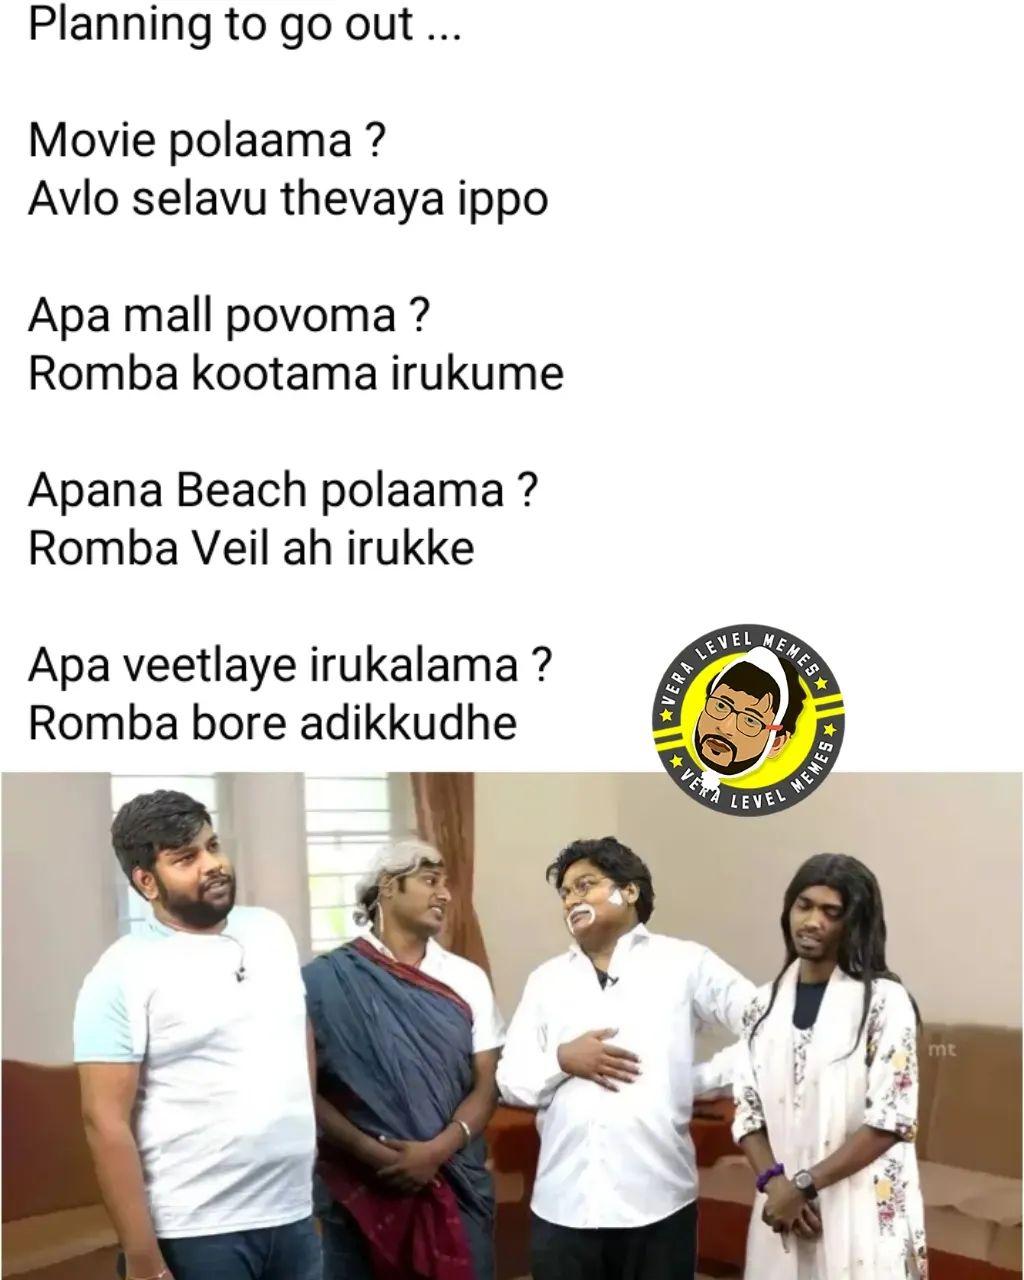 Planning to go out ...
Movie polaama ?
Avlo selavu thevaya ippo
Apa mall povoma ?
Romba kootama irukume
Apana Beach polaama ?
Romba Veil ah irukke
Apa veetlaye irukalama ?
Romba bore adikkudhe
VERA LEVEL MEMES
VERA LEVEL MEMES
mt